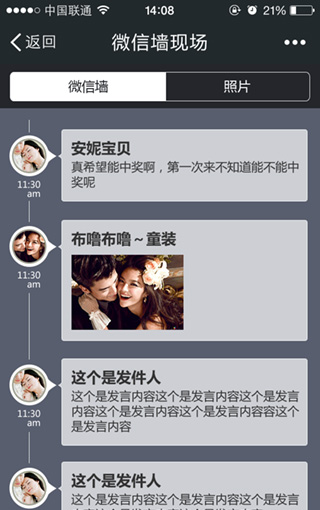 中国联通 14:08 21%
返回 微信墙现场
微信墙 照片
安妮宝贝
真希望能中奖啊，第一次来不知道能不能中
奖呢
11:30
am
布噜布噜～童装
11:30
am
这个是发件人
这个是发言内容这个是发言内容这个是发言
内容这个是发言内容这个是发言内容容这个
是发言内容
11:30
am
这个是发件人
这个是发言内容这个是发言内容这个是发言